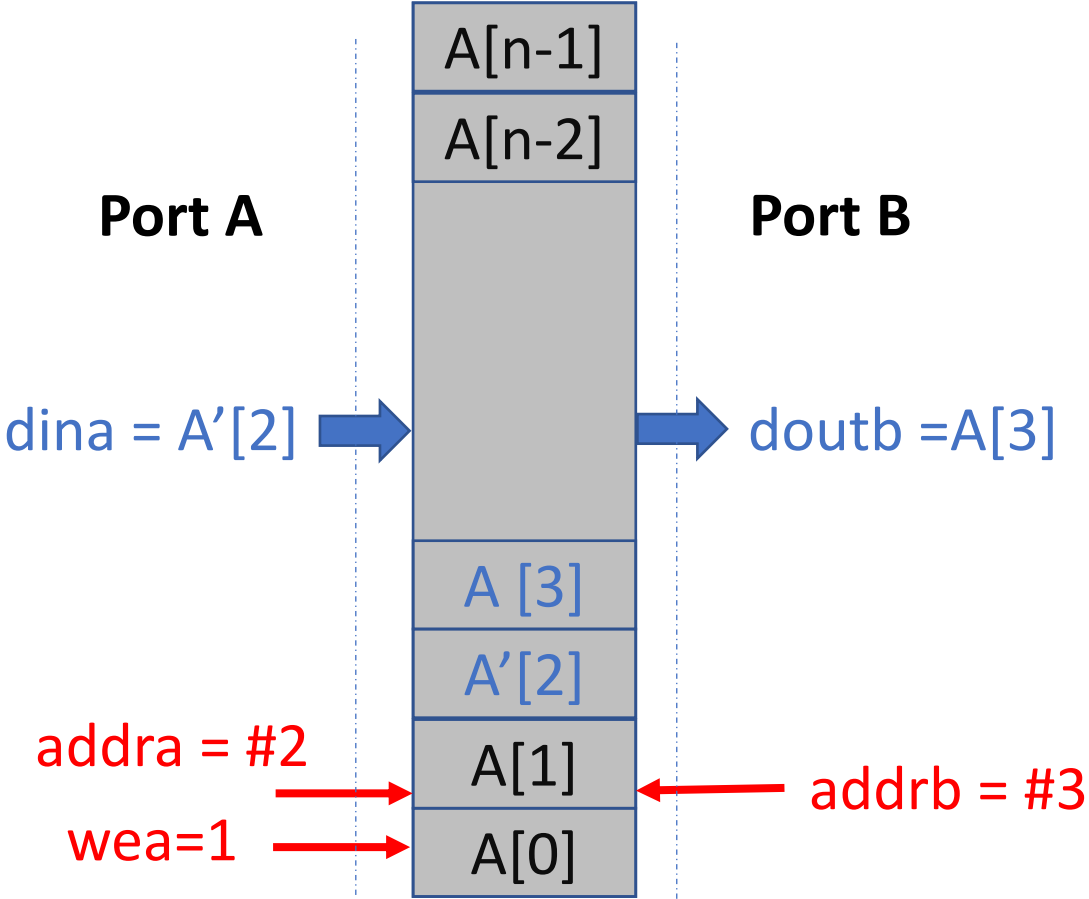 A[n-1]
A[n-2]
Port A
Port B
dina = A’[2]
doutb =A[3]
A [3]
A’[2]
addra = #2
A[1]
addrb = #3
wea=1
A[0]